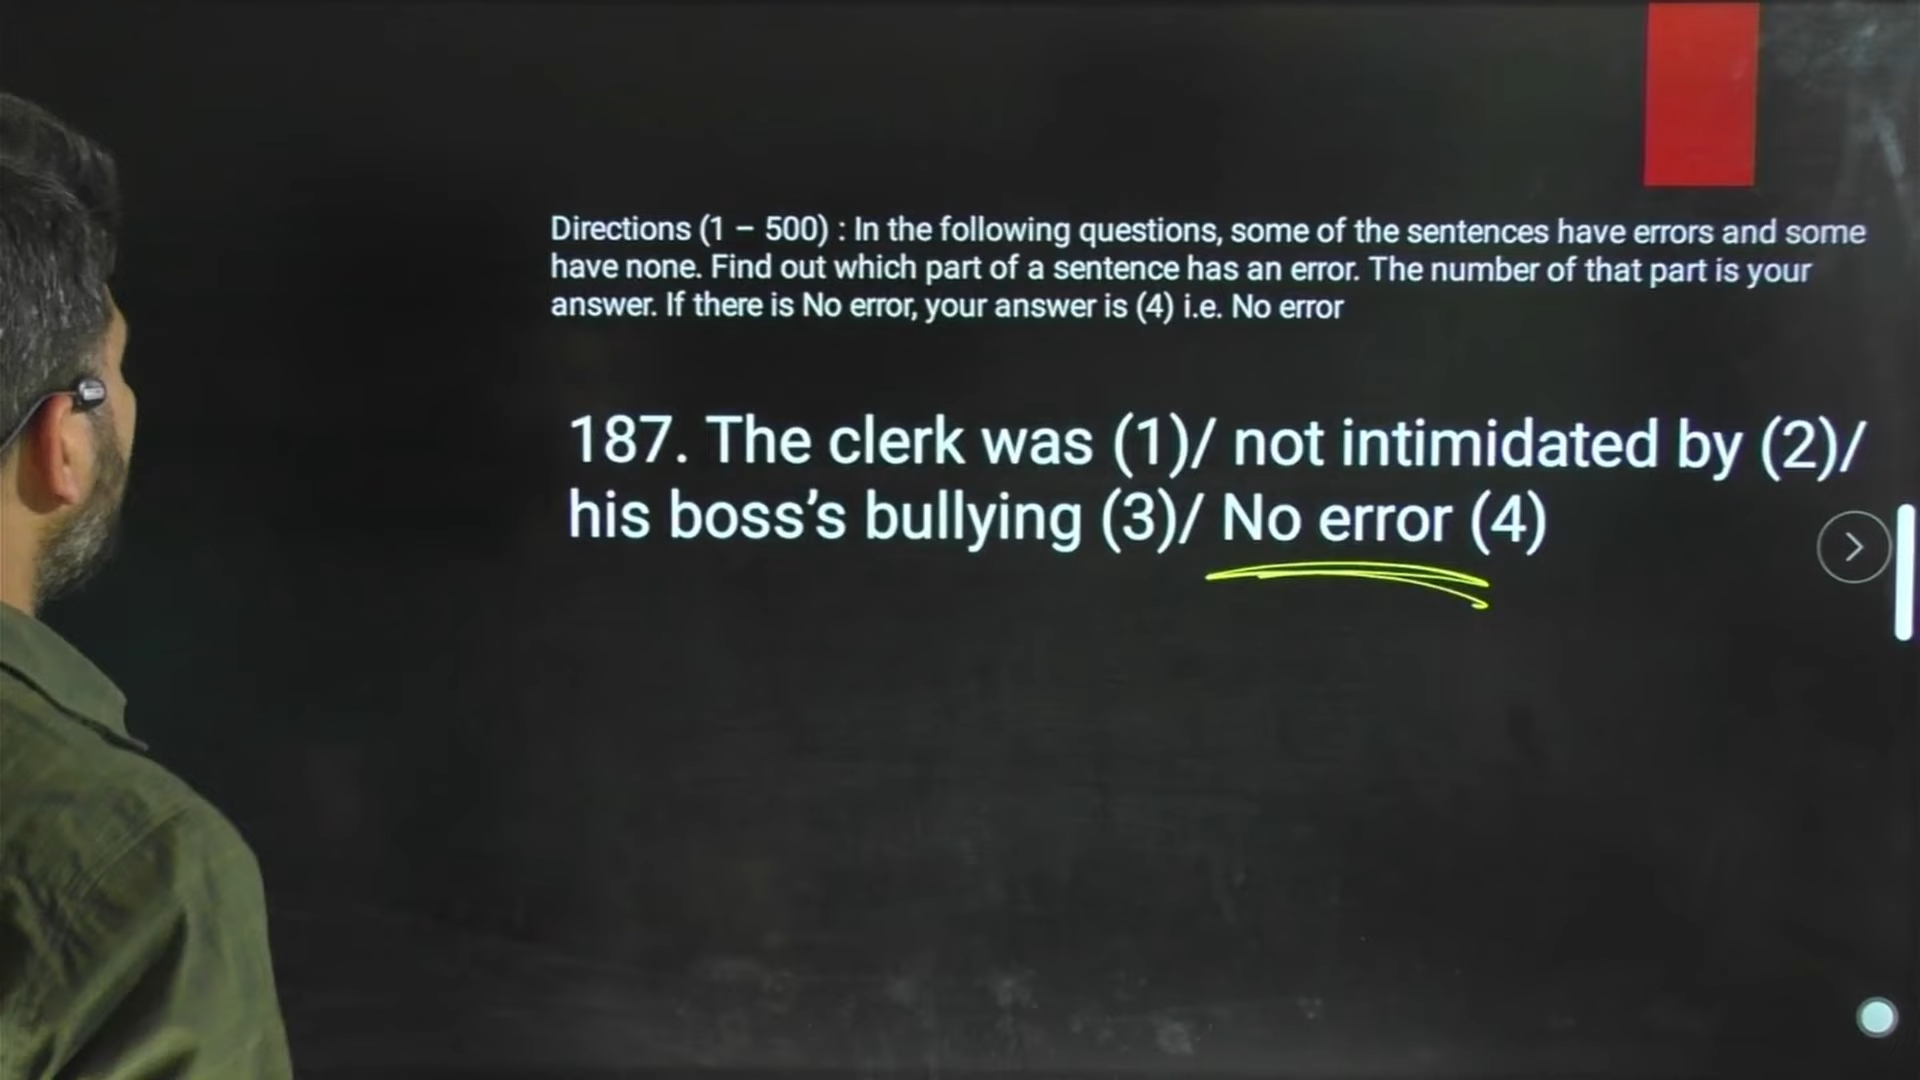 Directions (1 – 500) : In the following questions, some of the sentences have errors and some
have none. Find out which part of a sentence has an error. The number of that part is your
answer. If there is No error, your answer is (4) i.e. No error
187. The clerk was (1)/ not intimidated by (2)/
his boss’s bullying (3)/ No error (4)